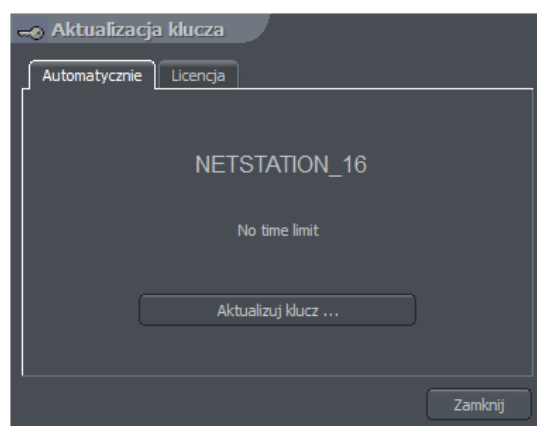 Aktualizacja klucza
Automatycznie Licencja
NETSTATION_16
No time limit
Aktualizuj klucz ...
Zamknij